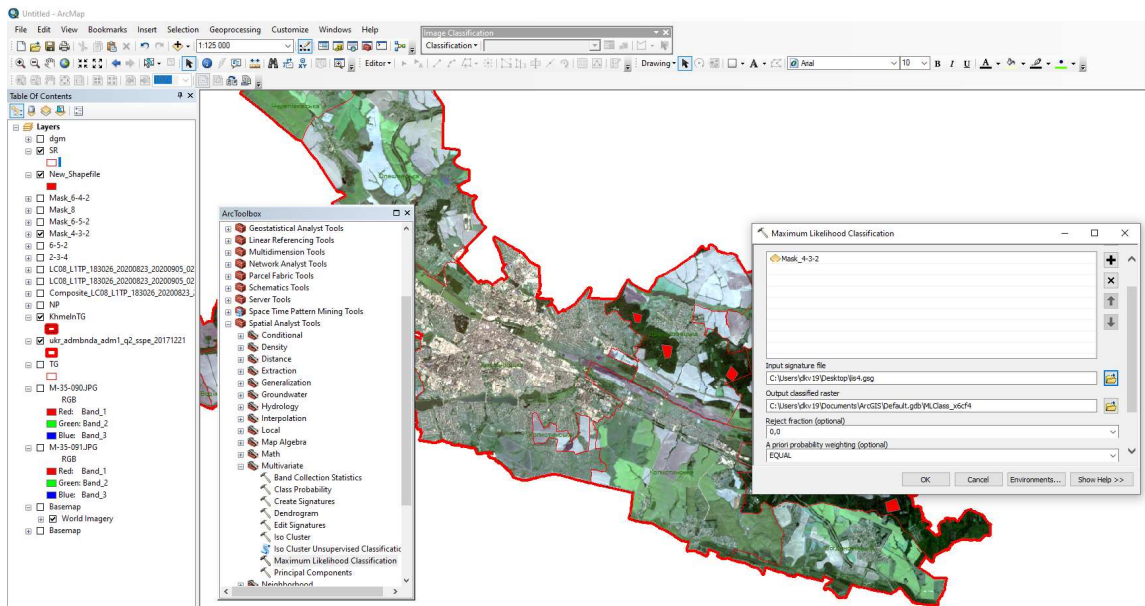 Untitled - ArcMap
File Edit View Bookmarks Insert Selection Geoprocessing Customize Windows Help
Image Classification
1:125 000
Classification
Editor
Drawing
Arial
10
B I U A
Table Of Contents
Layers
dgm
SR
New_Shapefile
Mask_6-4-2
Mask_8
Mask_6-5-2
Mask_4-3-2
6-5-2
2-3-4
LC08_L1TP_183026_20200823_20200905_02
LC08_L1TP_183026_20200823_20200905_02
Composite_LC08_L1TP_183026_20200823_2
NP
KhmelnTG
ukr_admbnda_adm1_q2_sspe_20171221
TG
M-35-090.JPG
RGB
Red: Band_1
Green: Band_2
Blue: Band_3
M-35-091.JPG
RGB
Red: Band_1
Green: Band_2
Blue: Band_3
Basemap
World Imagery
Basemap
ArcToolbox
Geostatistical Analyst Tools
Linear Referencing Tools
Multidimension Tools
Network Analyst Tools
Parcel Fabric Tools
Schematics Tools
Server Tools
Space Time Pattern Mining Tools
Spatial Analyst Tools
Conditional
Density
Distance
Extraction
Generalization
Groundwater
Hydrology
Interpolation
Local
Map Algebra
Math
Multivariate
Band Collection Statistics
Class Probability
Create Signatures
Dendrogram
Edit Signatures
Iso Cluster
Iso Cluster Unsupervised Classificatic
Maximum Likelihood Classification
Principal Components
Neighborhood
Maximum Likelihood Classification
Mask_4-3-2
Input signature file
C:\Users\dkv19\Desktop\lis4.gsg
Output classified raster
C:\Users\dkv19\Documents\ArcGIS\Default.gdb\MLClass_x6cf4
Reject fraction (optional)
0,0
A priori probability weighting (optional)
EQUAL
OK
Cancel
Environments...
Show Help >>